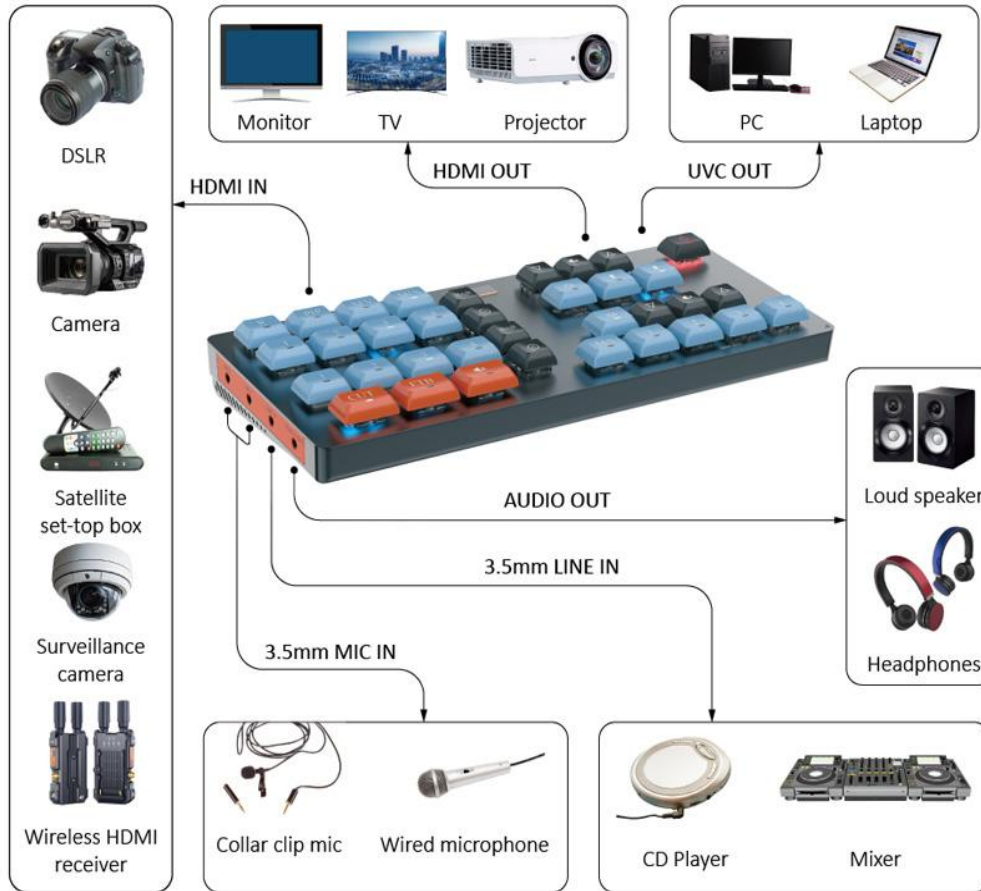 DSLR
Camera
Satellite
set-top box
Surveillance
camera
Wireless HDMI
receiver
Monitor
TV
Projector
PC
Laptop
HDMI IN
HDMI OUT
UVC OUT
CUT
AUDIO OUT
Loud speaker
Headphones
3.5mm LINE IN
3.5mm MIC IN
Collar clip mic
Wired microphone
CD Player
Mixer